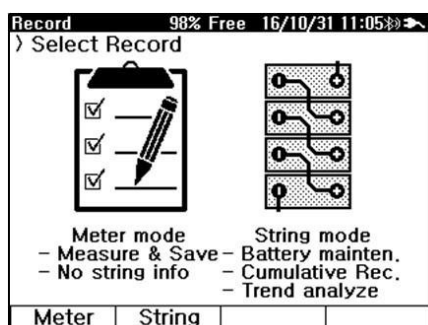 Record 98% Free 16/10/31 11:05
> Select Record
Meter mode
- Measure & Save
- No string info
String mode
- Battery mainten.
- Cumulative Rec.
- Trend analyze
Meter String